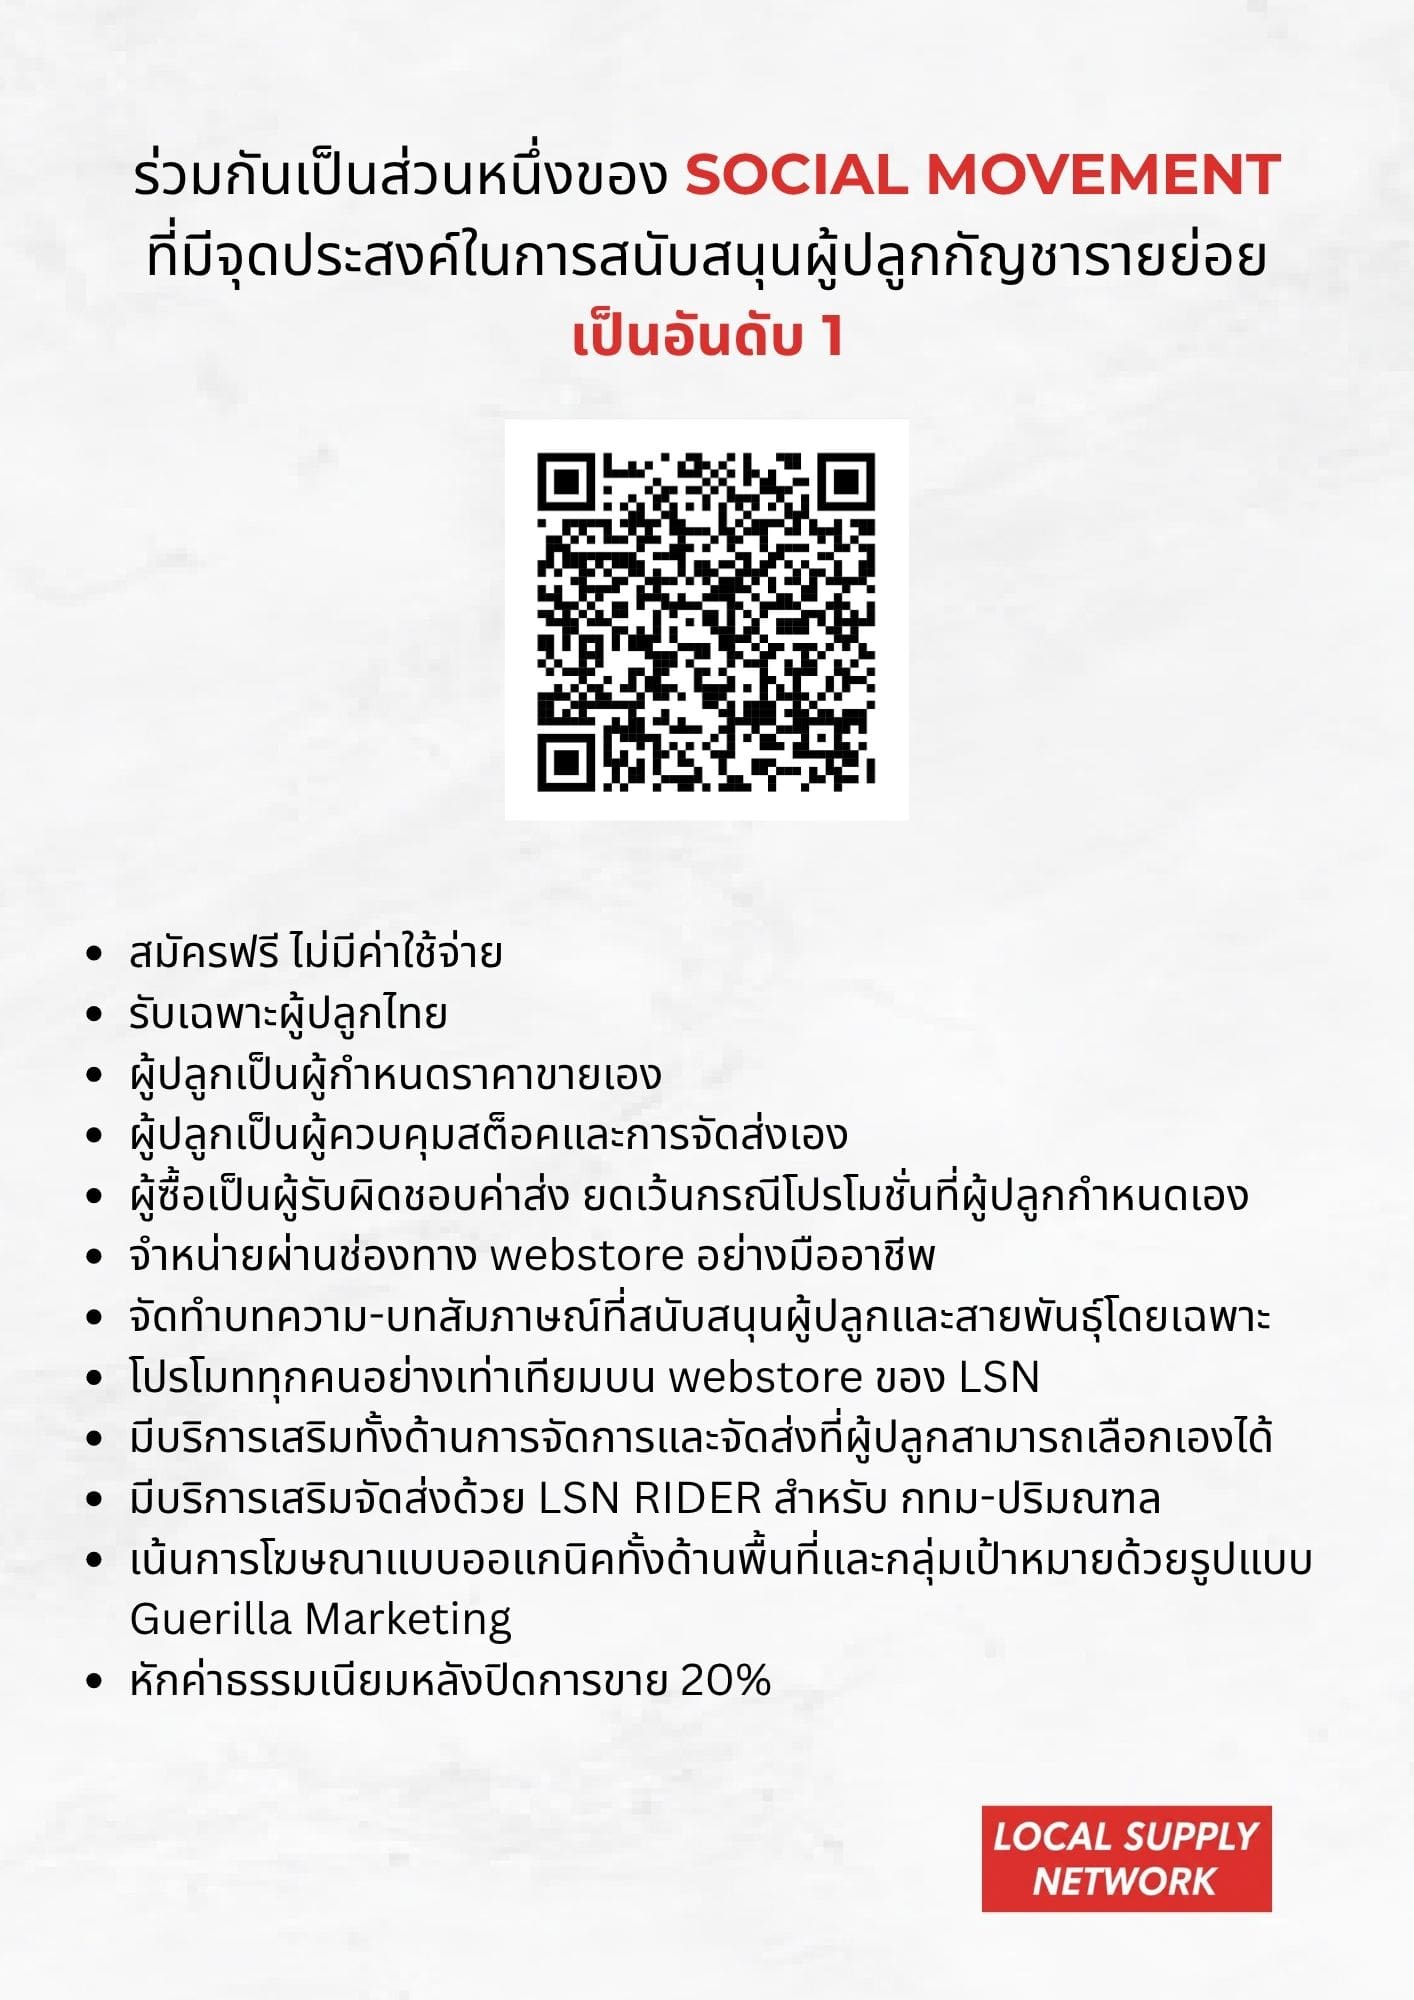 ร่วมกันเป็นส่วนหนึ่งของ SOCIAL MOVEMENT
ที่มีจุดประสงค์ในการสนับสนุนผู้ปลูกกัญชารายย่อย
เป็นอันดับ 1
• สมัครฟรี ไม่มีค่าใช้จ่าย
• รับเฉพาะผู้ปลูกไทย
• ผู้ปลูกเป็นผู้กำหนดราคาขายเอง
• ผู้ปลูกเป็นผู้ควบคุมสต็อคและการจัดส่งเอง
• ผู้ซื้อเป็นผู้รับผิดชอบค่าส่ง ยดเว้นกรณีโปรโมชั่นที่ผู้ปลูกกำหนดเอง
• จำหน่ายผ่านช่องทาง webstore อย่างมืออาชีพ
• จัดทำบทความ-บทสัมภาษณ์ที่สนับสนุนผู้ปลูกและสายพันธุ์โดยเฉพาะ
• โปรโมททุกคนอย่างเท่าเทียมบน webstore ของ LSN
• มีบริการเสริมทั้งด้านการจัดการและจัดส่งที่ผู้ปลูกสามารถเลือกเองได้
• มีบริการเสริมจัดส่งด้วย LSN RIDER สำหรับ กทม-ปริมณฑล
• เน้นการโฆษณาแบบออแกนิคทั้งด้านพื้นที่และกลุ่มเป้าหมายด้วยรูปแบบ
Guerilla Marketing
• หักค่าธรรมเนียมหลังปิดการขาย 20%
LOCAL SUPPLY
NETWORK